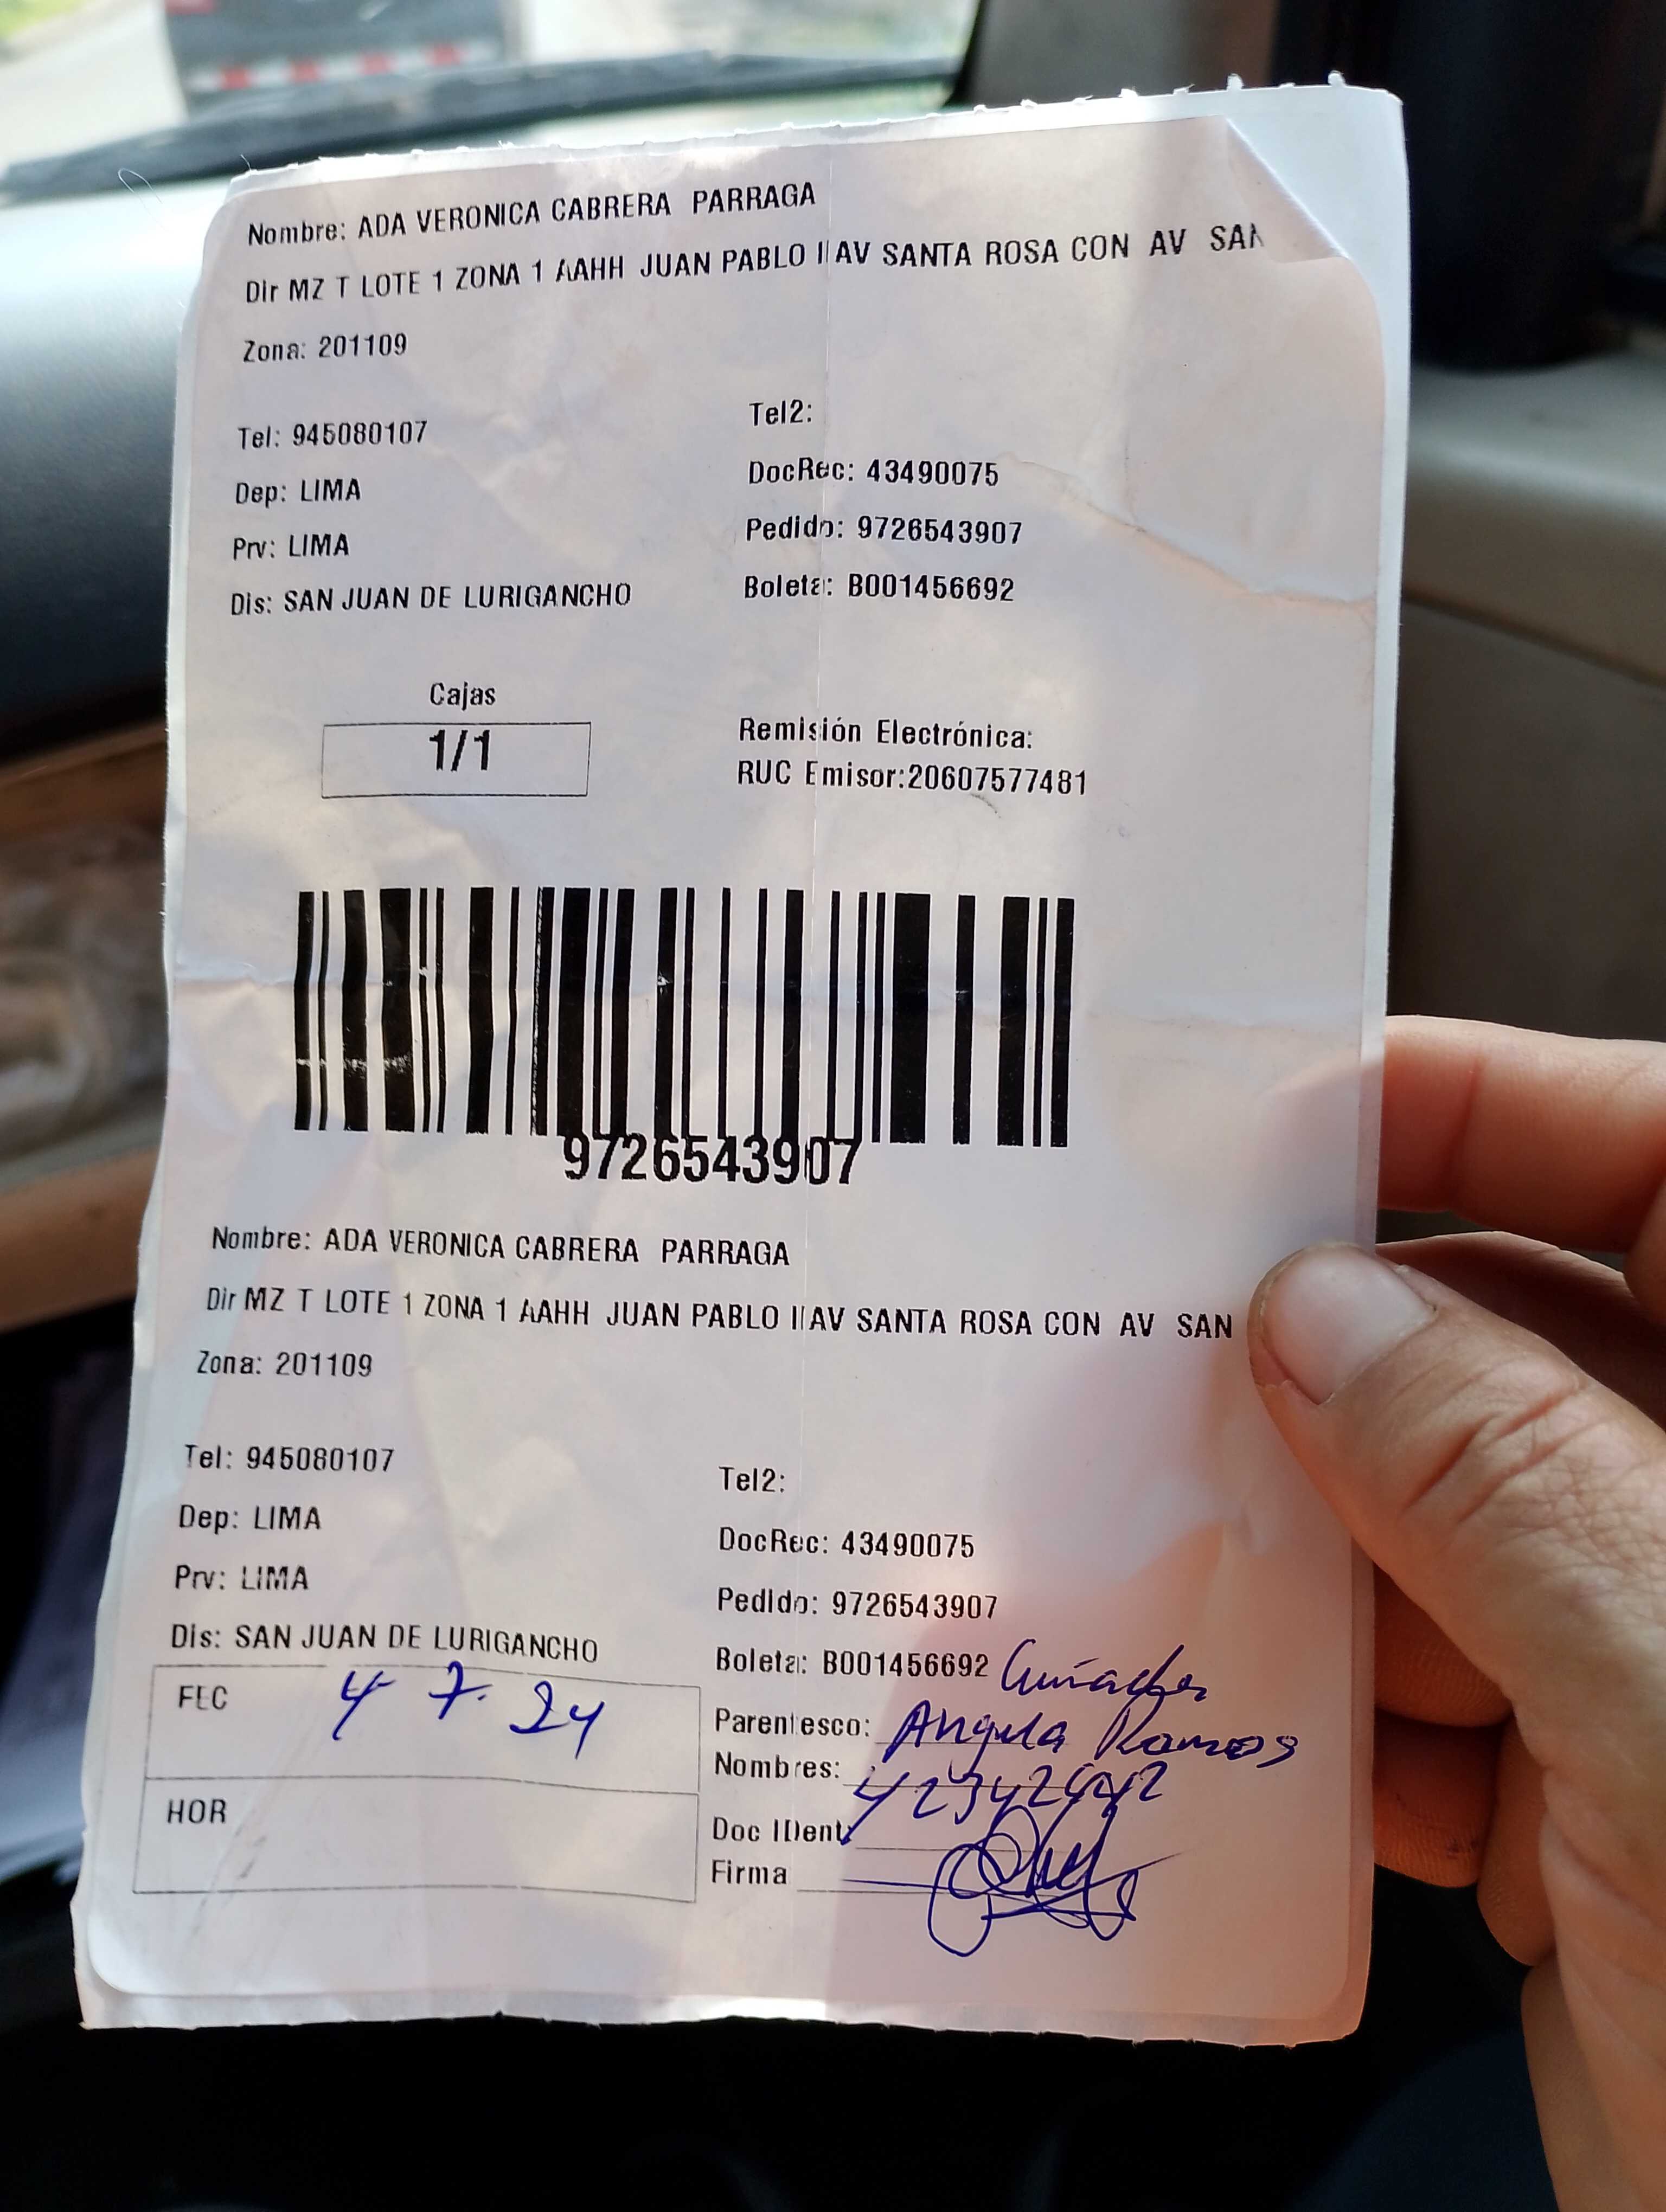 Nombre: ADA VERONICA CABRERA PARRAGA
Dir MZ T LOTE 1 ZONA 1 AAHH JUAN PABLO II AV SANTA ROSA CON AV SAN
Zona: 201109
Tel: 945080107
Tel2:
DocRec: 43490075
Dep: LIMA
Pedido: 9726543907
Prv: LIMA
Boleta: B001456692
Dis: SAN JUAN DE LURIGANCHO
Cajas
1/1
Remisión Electrónica:
RUC Emisor:20607577481
9726543907
Nombre: ADA VERONICA CABRERA PARRAGA
Dir MZ T LOTE 1 ZONA 1 AAHH JUAN PABLO II AV SANTA ROSA CON AV SAN
Zona: 201109
Tel: 945080107
Tel2:
Dep: LIMA
DocRec: 43490075
Prv: LIMA
Pedido: 9726543907
Dis: SAN JUAN DE LURIGANCHO
Boleta: B001456692
FEC 4 7. 24
Parentesco: Angela Ramos
Nombres:
HOR
Doc IDent:
Firma